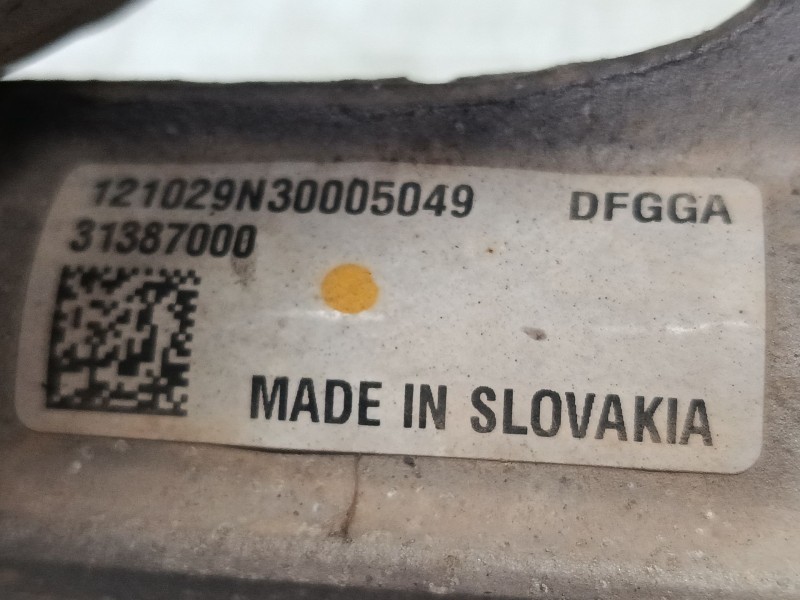 121029N30005049 DFGGA
31387000
MADE IN SLOVAKIA